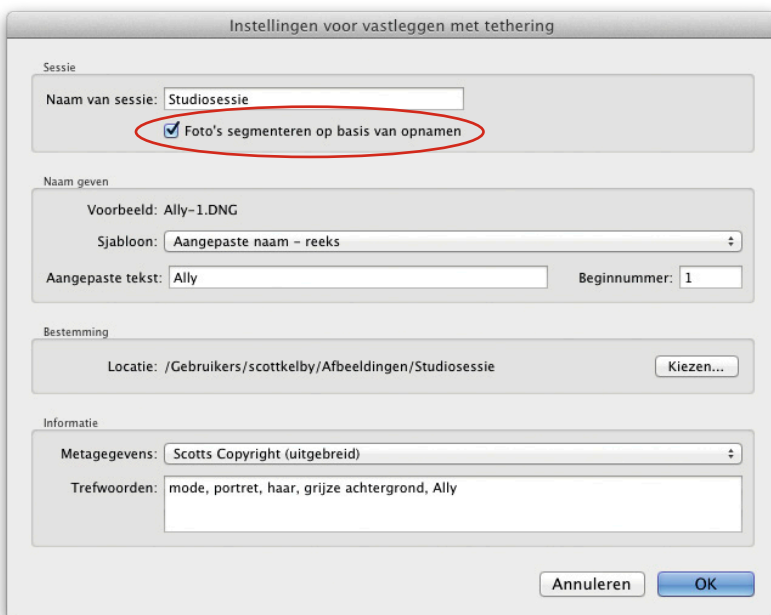 Instellingen voor vastleggen met tethering
Sessie
Naam van sessie: Studiosessie
Foto's segmenteren op basis van opnamen
Naam geven
Voorbeeld: Ally-1.DNG
Sjabloon: Aangepaste naam - reeks
Aangepaste tekst: Ally Beginnummer: 1
Bestemming
Locatie: /Gebruikers/scottkelby/Afbeeldingen/Studiosessie Kiezen...
Informatie
Metagegevens: Scotts Copyright (uitgebreid)
Trefwoorden: mode, portret, haar, grijze achtergrond, Ally
Annuleren OK